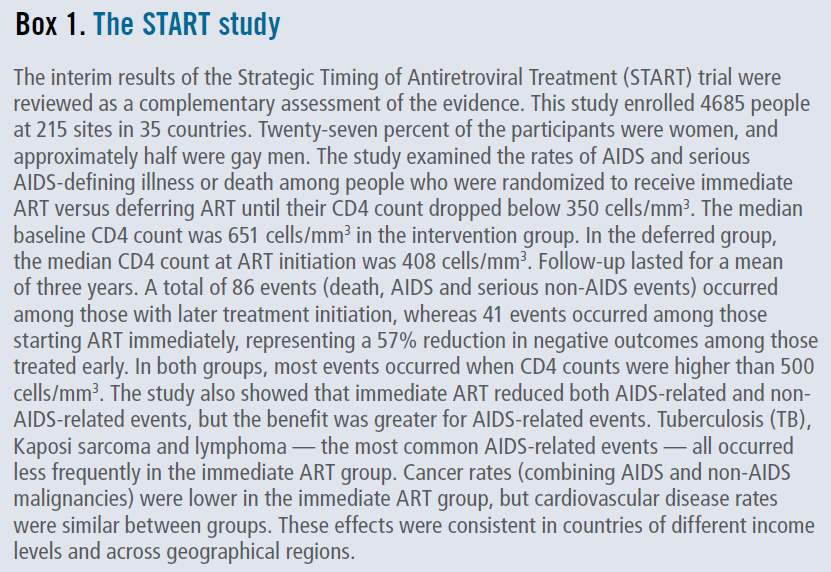 Box 1. The START study
The interim results of the Strategic Timing of Antiretroviral Treatment (START) trial were
reviewed as a complementary assessment of the evidence. This study enrolled 4685 people
at 215 sites in 35 countries. Twenty-seven percent of the participants were women, and
approximately half were gay men. The study examined the rates of AIDS and serious
AIDS-defining illness or death among people who were randomized to receive immediate
ART versus deferring ART until their CD4 count dropped below 350 cells/mm³. The median
baseline CD4 count was 651 cells/mm³ in the intervention group. In the deferred group,
the median CD4 count at ART initiation was 408 cells/mm³. Follow-up lasted for a mean
of three years. A total of 86 events (death, AIDS and serious non-AIDS events) occurred
among those with later treatment initiation, whereas 41 events occurred among those
starting ART immediately, representing a 57% reduction in negative outcomes among those
treated early. In both groups, most events occurred when CD4 counts were higher than 500
cells/mm³. The study also showed that immediate ART reduced both AIDS-related and non-
AIDS-related events, but the benefit was greater for AIDS-related events. Tuberculosis (TB),
Kaposi sarcoma and lymphoma — the most common AIDS-related events — all occurred
less frequently in the immediate ART group. Cancer rates (combining AIDS and non-AIDS
malignancies) were lower in the immediate ART group, but cardiovascular disease rates
were similar between groups. These effects were consistent in countries of different income
levels and across geographical regions.